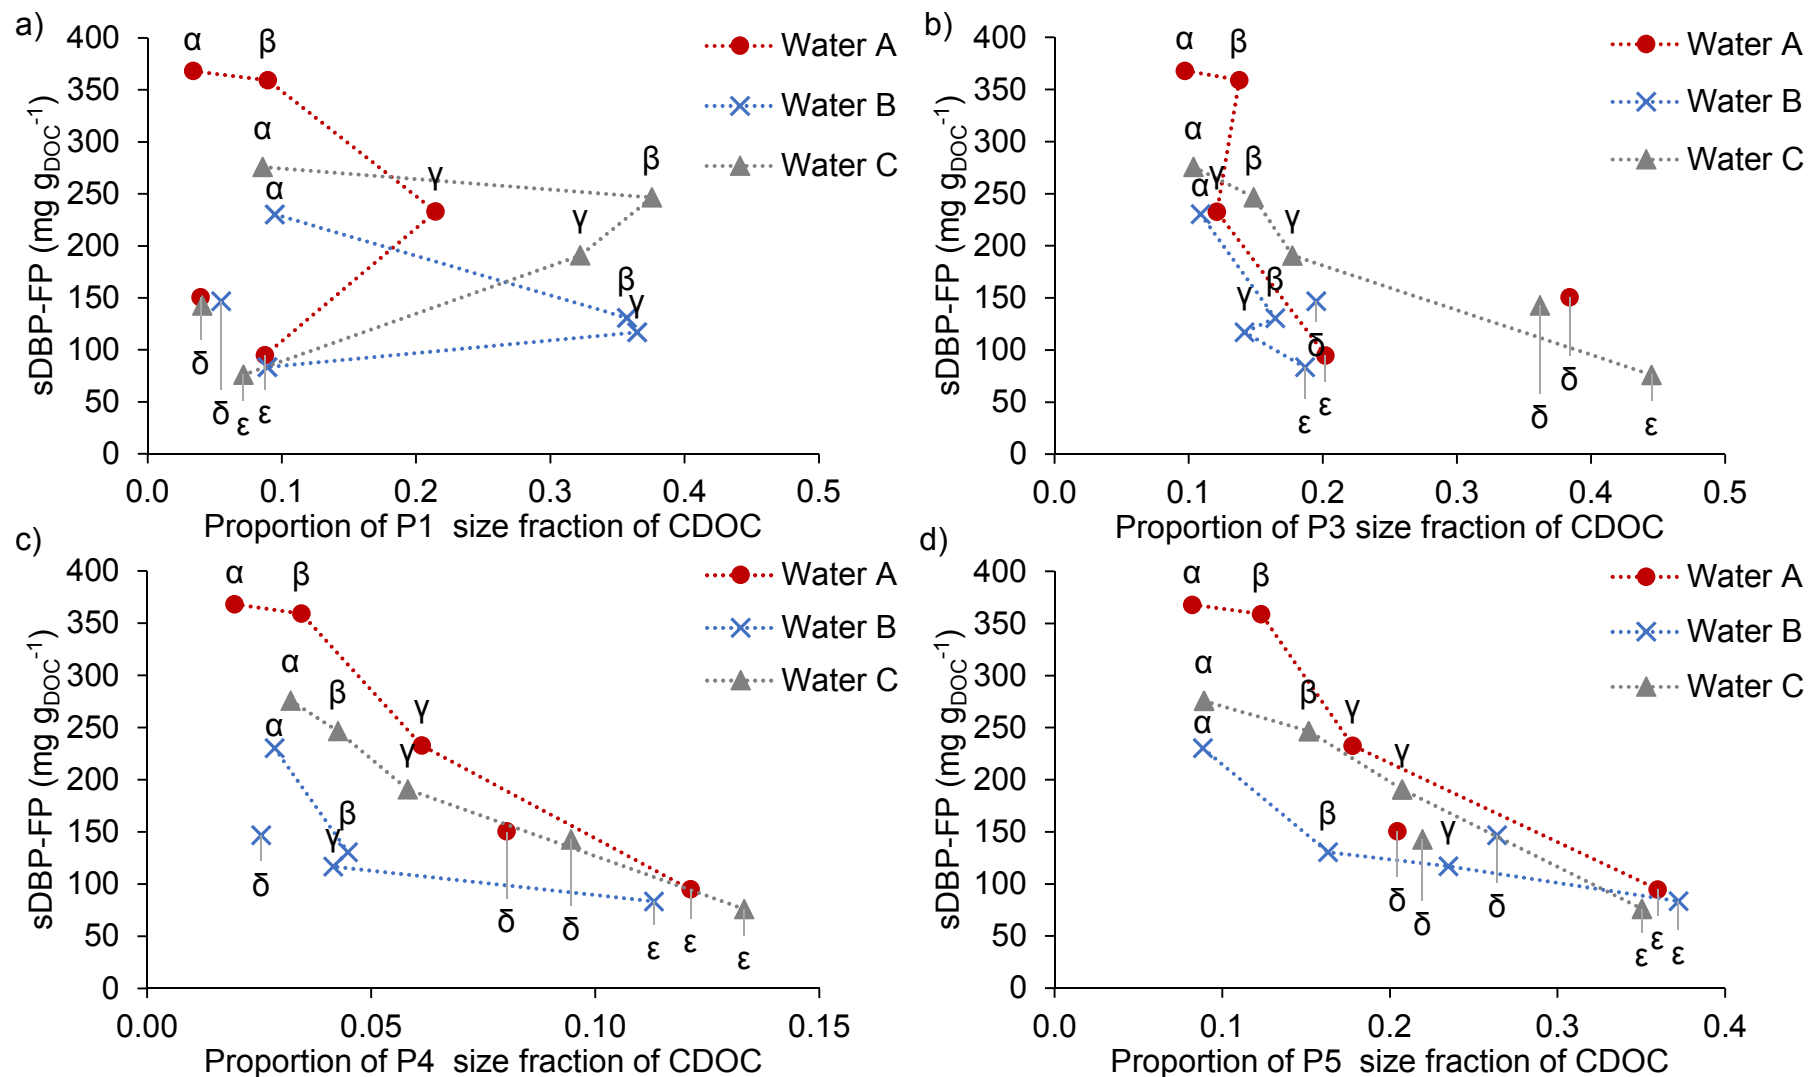 a)
400
350
300
250
200
150
100
50
0
sDBP-FP (mg gDOC-1)
α
β
α
α
γ
β
γ
β
γ
δ
δ
ε
ε
Water A
Water B
Water C
0.0
0.1
0.2
0.3
0.4
0.5
Proportion of P1 size fraction of CDOC
b)
400
350
300
250
200
150
100
50
0
sDBP-FP (mg gDOC-1)
α
β
α
β
γ
α
γ
β
γ
δ
δ
δ
ε
ε
ε
Water A
Water B
Water C
0.0
0.1
0.2
0.3
0.4
0.5
Proportion of P3 size fraction of CDOC
c)
400
350
300
250
200
150
100
50
0
sDBP-FP (mg gDOC-1)
α
β
α
β
α
γ
γ
β
γ
δ
δ
δ
ε
ε
ε
Water A
Water B
Water C
0.00
0.05
0.10
0.15
Proportion of P4 size fraction of CDOC
d)
400
350
300
250
200
150
100
50
0
sDBP-FP (mg gDOC-1)
α
β
α
β
α
γ
γ
β
γ
δ
δ
δ
ε
ε
ε
Water A
Water B
Water C
0.0
0.1
0.2
0.3
0.4
Proportion of P5 size fraction of CDOC